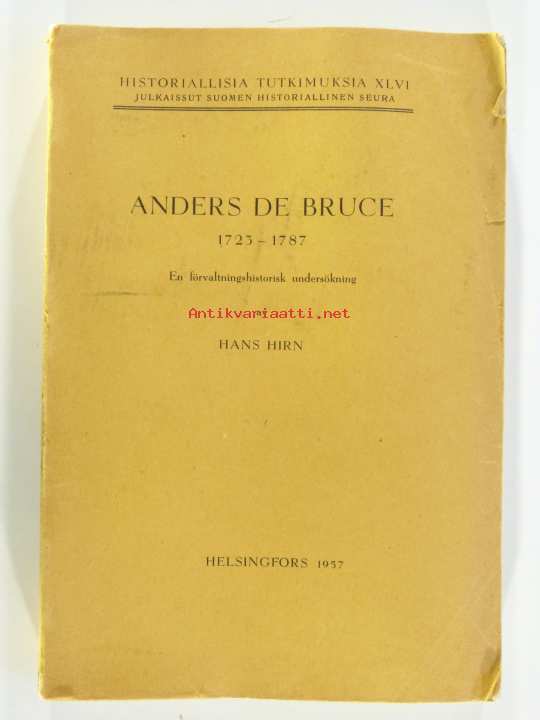 HISTORIALLISIA TUTKIMUKSIA XLVI
JULKAISSUT SUOMEN HISTORIALLINEN SEURA
ANDERS DE BRUCE
1723–1787
En förvaltningshistorisk undersökning
Antikvariaatti.net
HANS HIRN
HELSINGFORS 1957